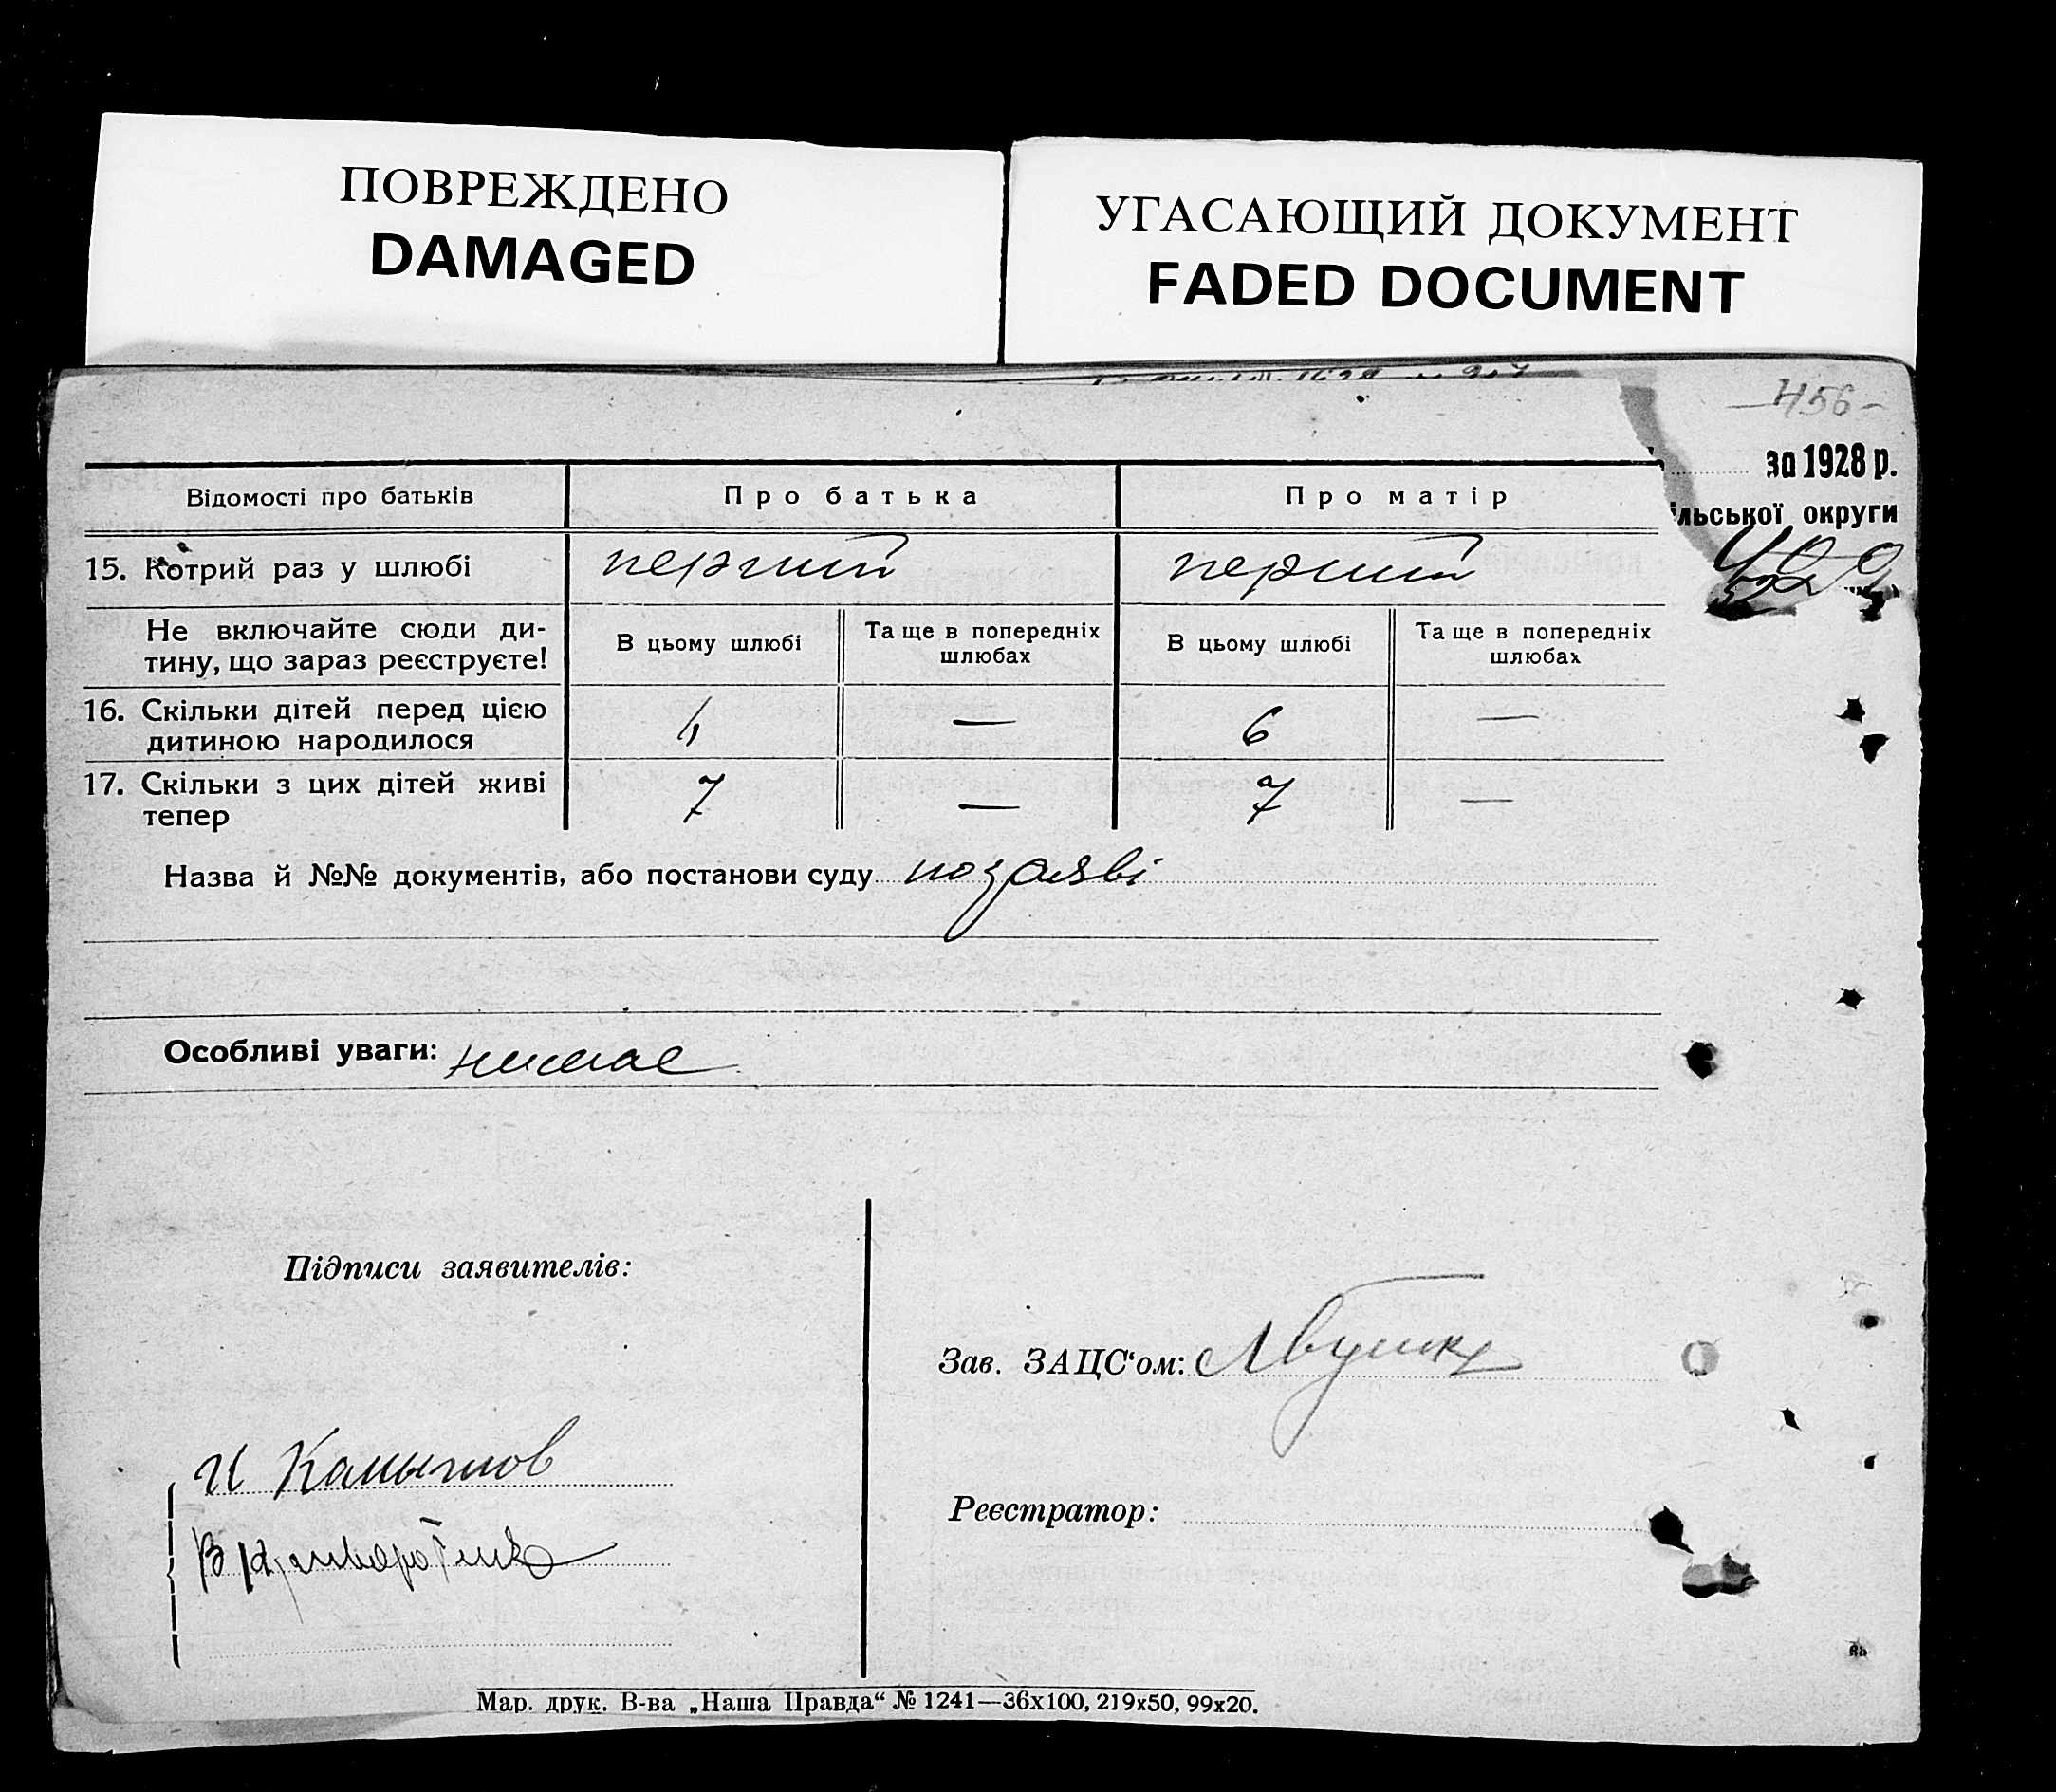 ПОВРЕЖДЕНО
DAMAGED
УГАСАЮЩИЙ ДОКУМЕНТ
FADED DOCUMENT
456-
за 1928 р.
ільської округи
Відомості про батьків
Про батька
Про матір
15. Котрий раз у шлюбі
перший
перший
Не включайте сюди ди-
тину, що зараз реєструєте!
В цьому шлюбі
Та ще в попередніх
шлюбах
В цьому шлюбі
Та ще в попередніх
шлюбах
16. Скільки дітей перед цією
дитиною народилося
—
6
—
17. Скільки з цих дітей живі
тепер
7
—
7
—
Назва й №№ документів, або постанови суду по заяві
Особливі уваги: немає
Підписи заявителів:
Зав. ЗАЦС‘ом:
И Камышов
Реєстратор:
Мар. друк. В-ва „Наша Правда“ № 1241—36х100, 219х50, 99х20.